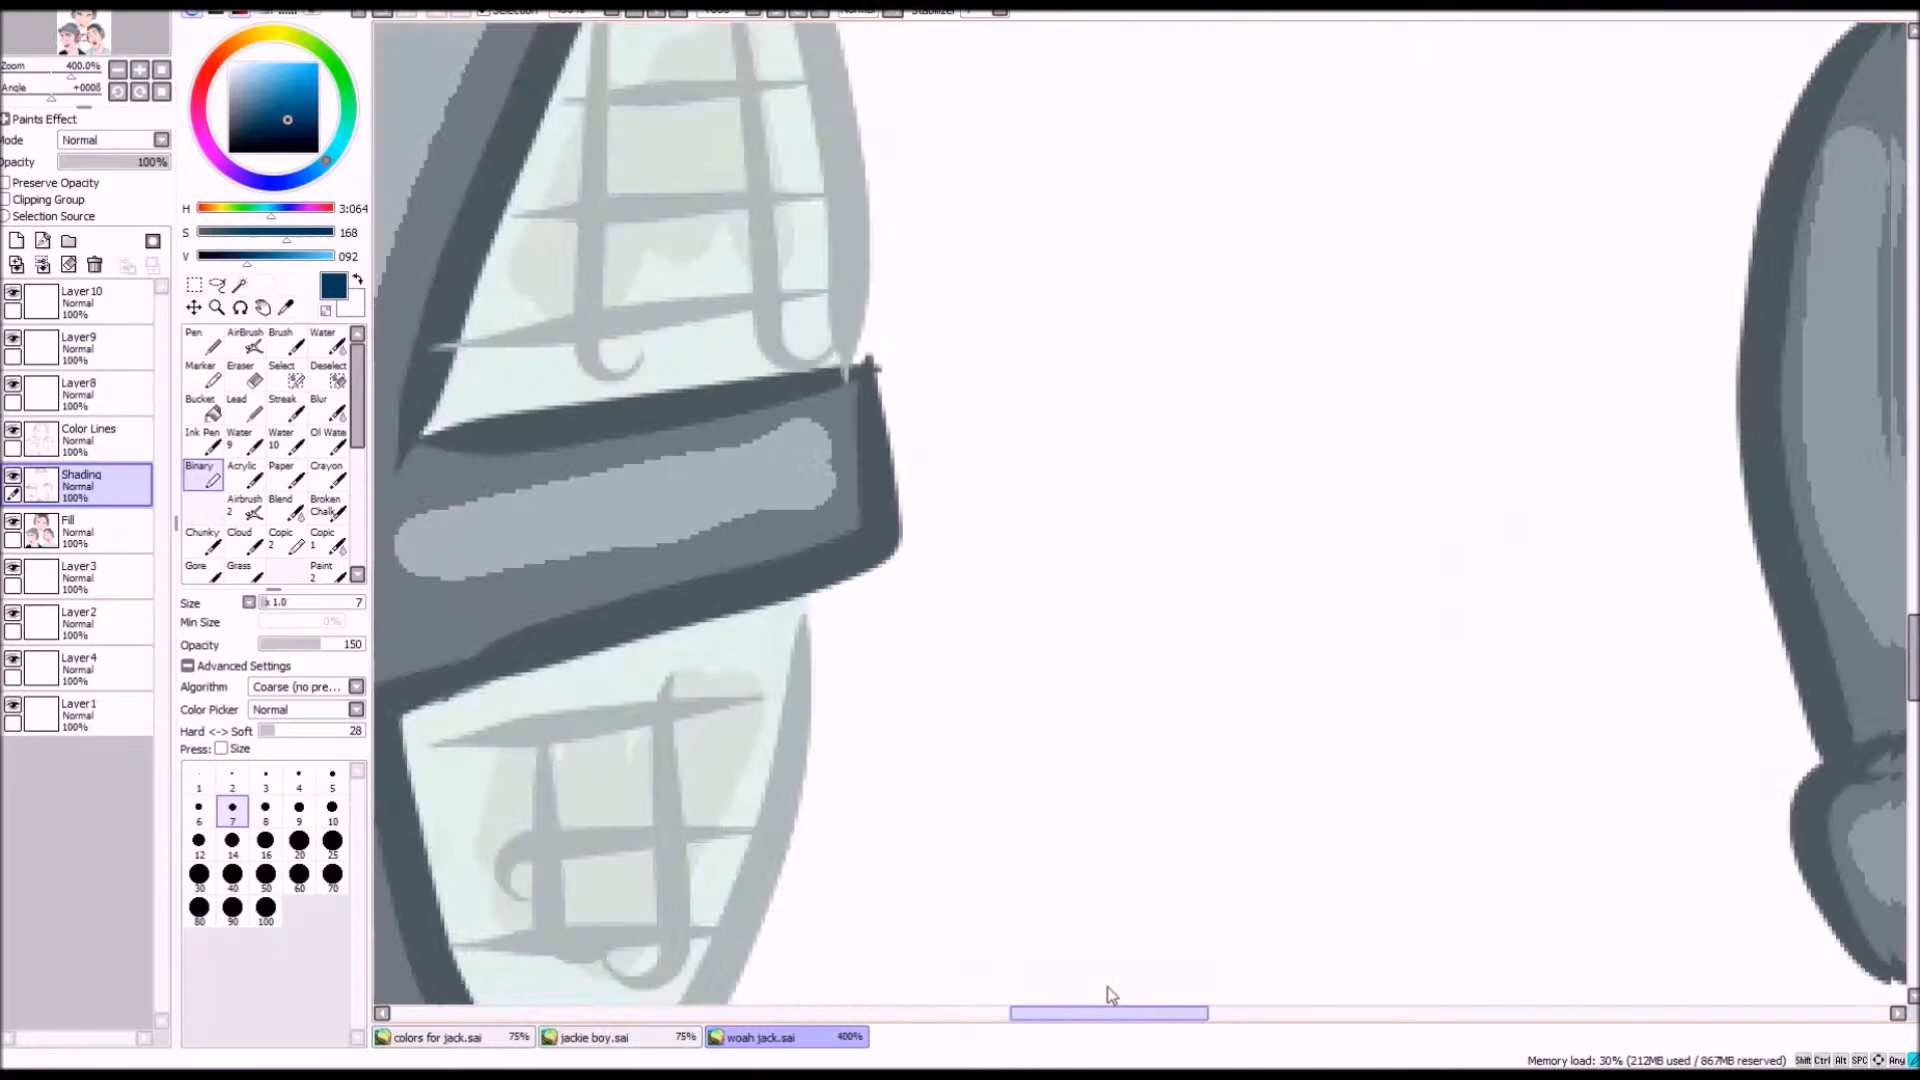 Selection
Normal
Stabilizer
Zoom 400.0%
Angle +0008
Paints Effect
Mode Normal
Opacity 100%
Preserve Opacity
Clipping Group
Selection Source
Layer10
Normal
100%
Layer9
Normal
100%
Layer8
Normal
100%
Color Lines
Normal
100%
Shading
Normal
100%
Fill
Normal
100%
Layer3
Normal
100%
Layer2
Normal
100%
Layer4
Normal
100%
Layer1
Normal
100%
H 3:064
S 168
V 092
Pen AirBrush Brush Water
Marker Eraser Select Deselect
Bucket Lead Streak Blur
Ink Pen Water 9 Water 10 Ol Wate
Binary Acrylic Paper Crayon
Airbrush 2 Blend Broken Chalk
Chunky Cloud Copic 2 Copic 1
Gore Grass Paint 2
Size x 1.0 7
Min Size 0%
Opacity 150
Advanced Settings
Algorithm Coarse (no pre...
Color Picker Normal
Hard <-> Soft 28
Press: Size
1 2 3 4 5
6 7 8 9 10
12 14 16 20 25
30 40 50 60 70
80 90 100
colors for jack.sai 75% jackie boy.sai 75% woah jack.sai 400%
Memory load: 30% (212MB used / 867MB reserved) Shift Ctrl Alt SPC Any